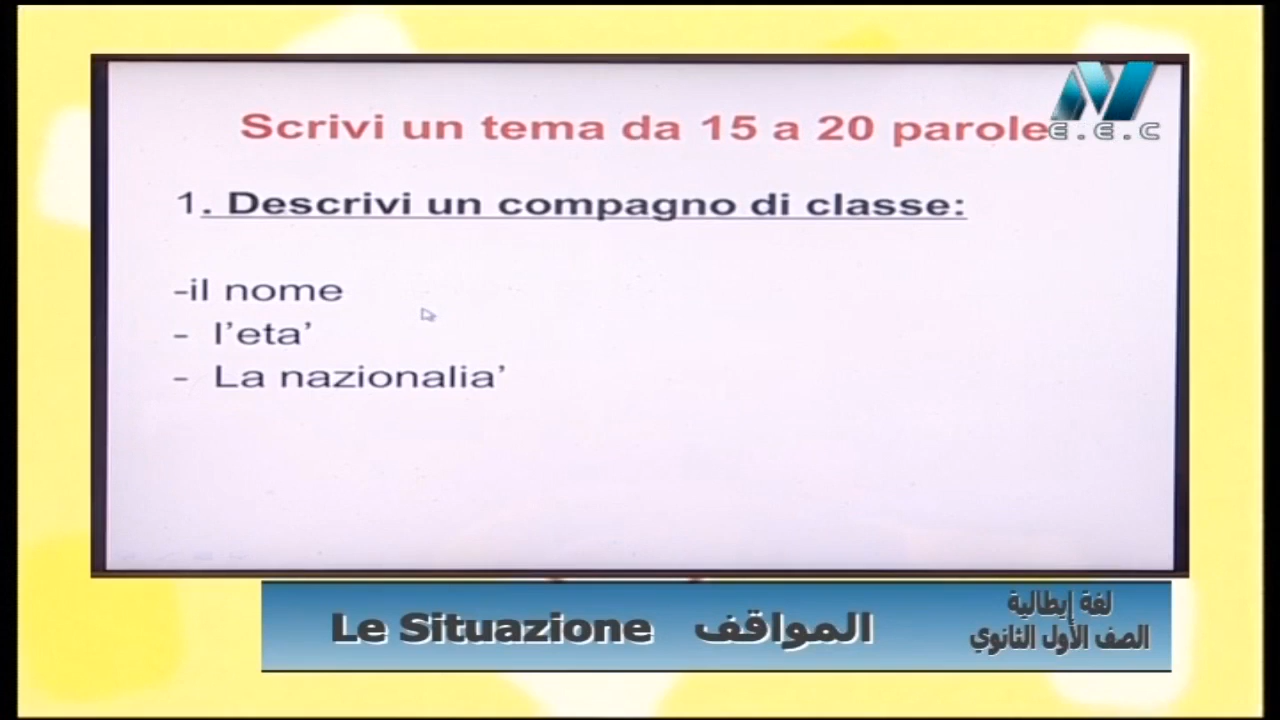 Scrivi un tema da 15 a 20 parole
E.E.C
1. Descrivi un compagno di classe:
-il nome
- l'eta'
- La nazionalia'
Le Situazione المواقف
لغة إيطالية
الصف الأول الثانوي